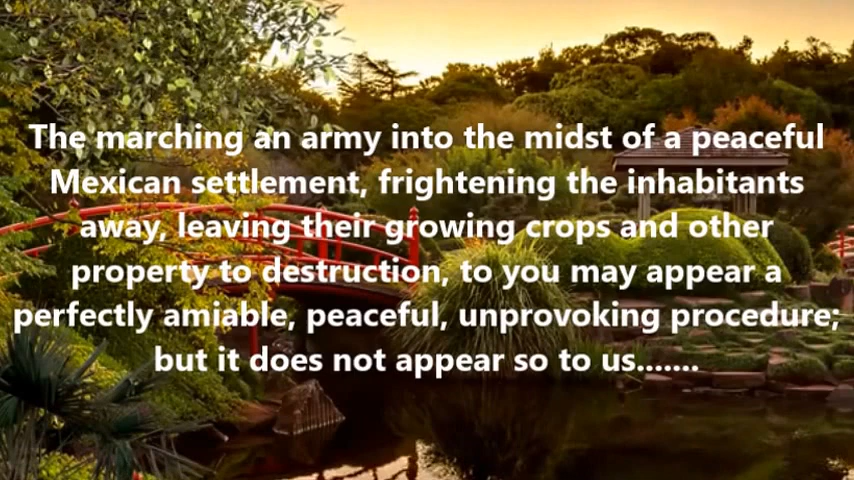 The marching an army into the midst of a peaceful
Mexican settlement, frightening the inhabitants
away, leaving their growing crops and other
property to destruction, to you may appear a
perfectly amiable, peaceful, unprovoking procedure;
but it does not appear so to us.......